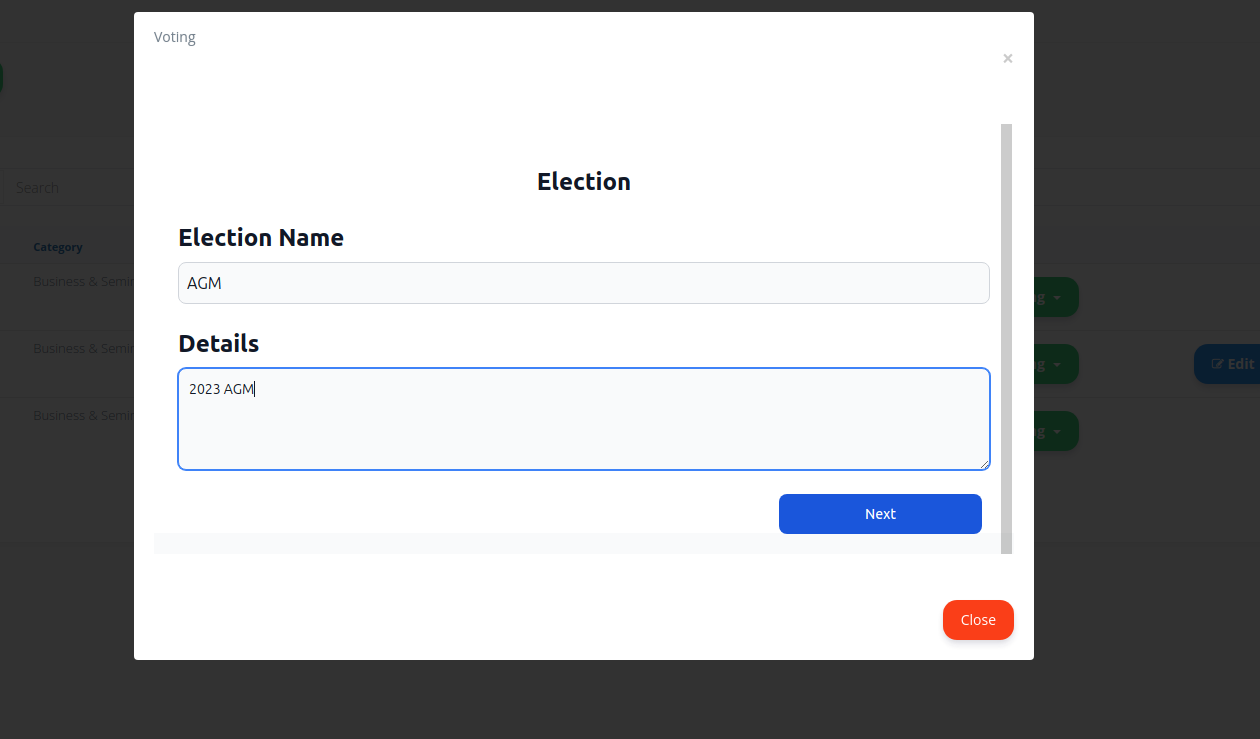 Voting
×
Search
Election
Category
Election Name
Business & Semin
AGM
Details
Business & Semin
Edit
2023 AGM
Business & Semin
Next
Close